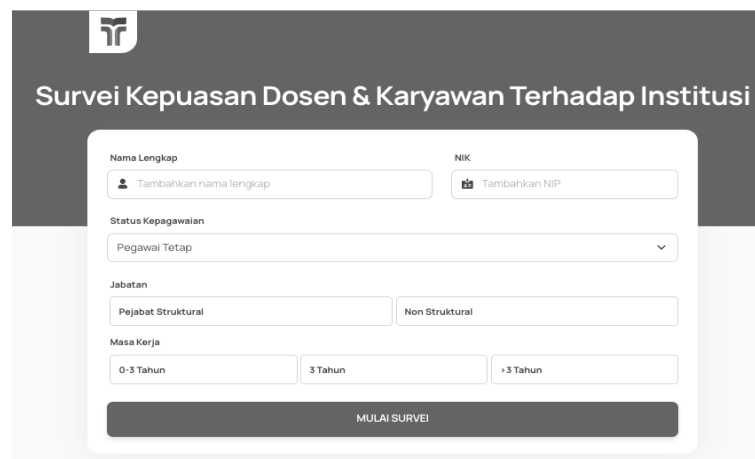 Survei Kepuasan Dosen & Karyawan Terhadap Institusi
Nama Lengkap NIK
Tambahkan nama lengkap Tambahkan NIP
Status Kepagawaian
Pegawai Tetap
Jabatan
Pejabat Struktural Non Struktural
Masa Kerja
0-3 Tahun 3 Tahun >3 Tahun
MULAI SURVEI